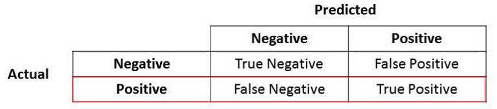 Predicted
Negative Positive
Actual
Negative True Negative False Positive
Positive False Negative True Positive